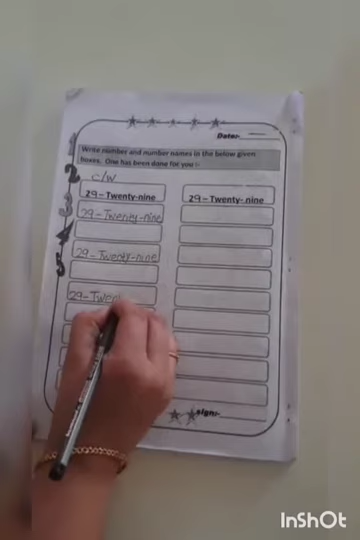 Date:-
Write number and number names in the below given
boxes. One has been done for you :-
c/w
29 - Twenty-nine
29 - Twenty-nine
29 - Twenty-nine
29 - Twenty-nine
29 - Twen
1
2
3
4
5
sign:-
InShOt